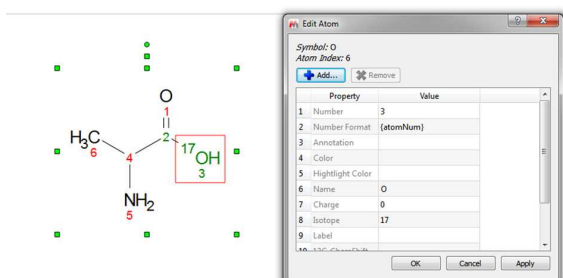 Edit Atom
Symbol: O
Atom Index: 6
Add... Remove
Property Value
1 Number 3
2 Number Format {atomNum}
3 Annotation
4 Color
5 Hightlight Color
6 Name O
7 Charge 0
8 Isotope 17
9 Label
OK Cancel Apply
O
1
2
17
OH
3
H3C
6
4
NH2
5